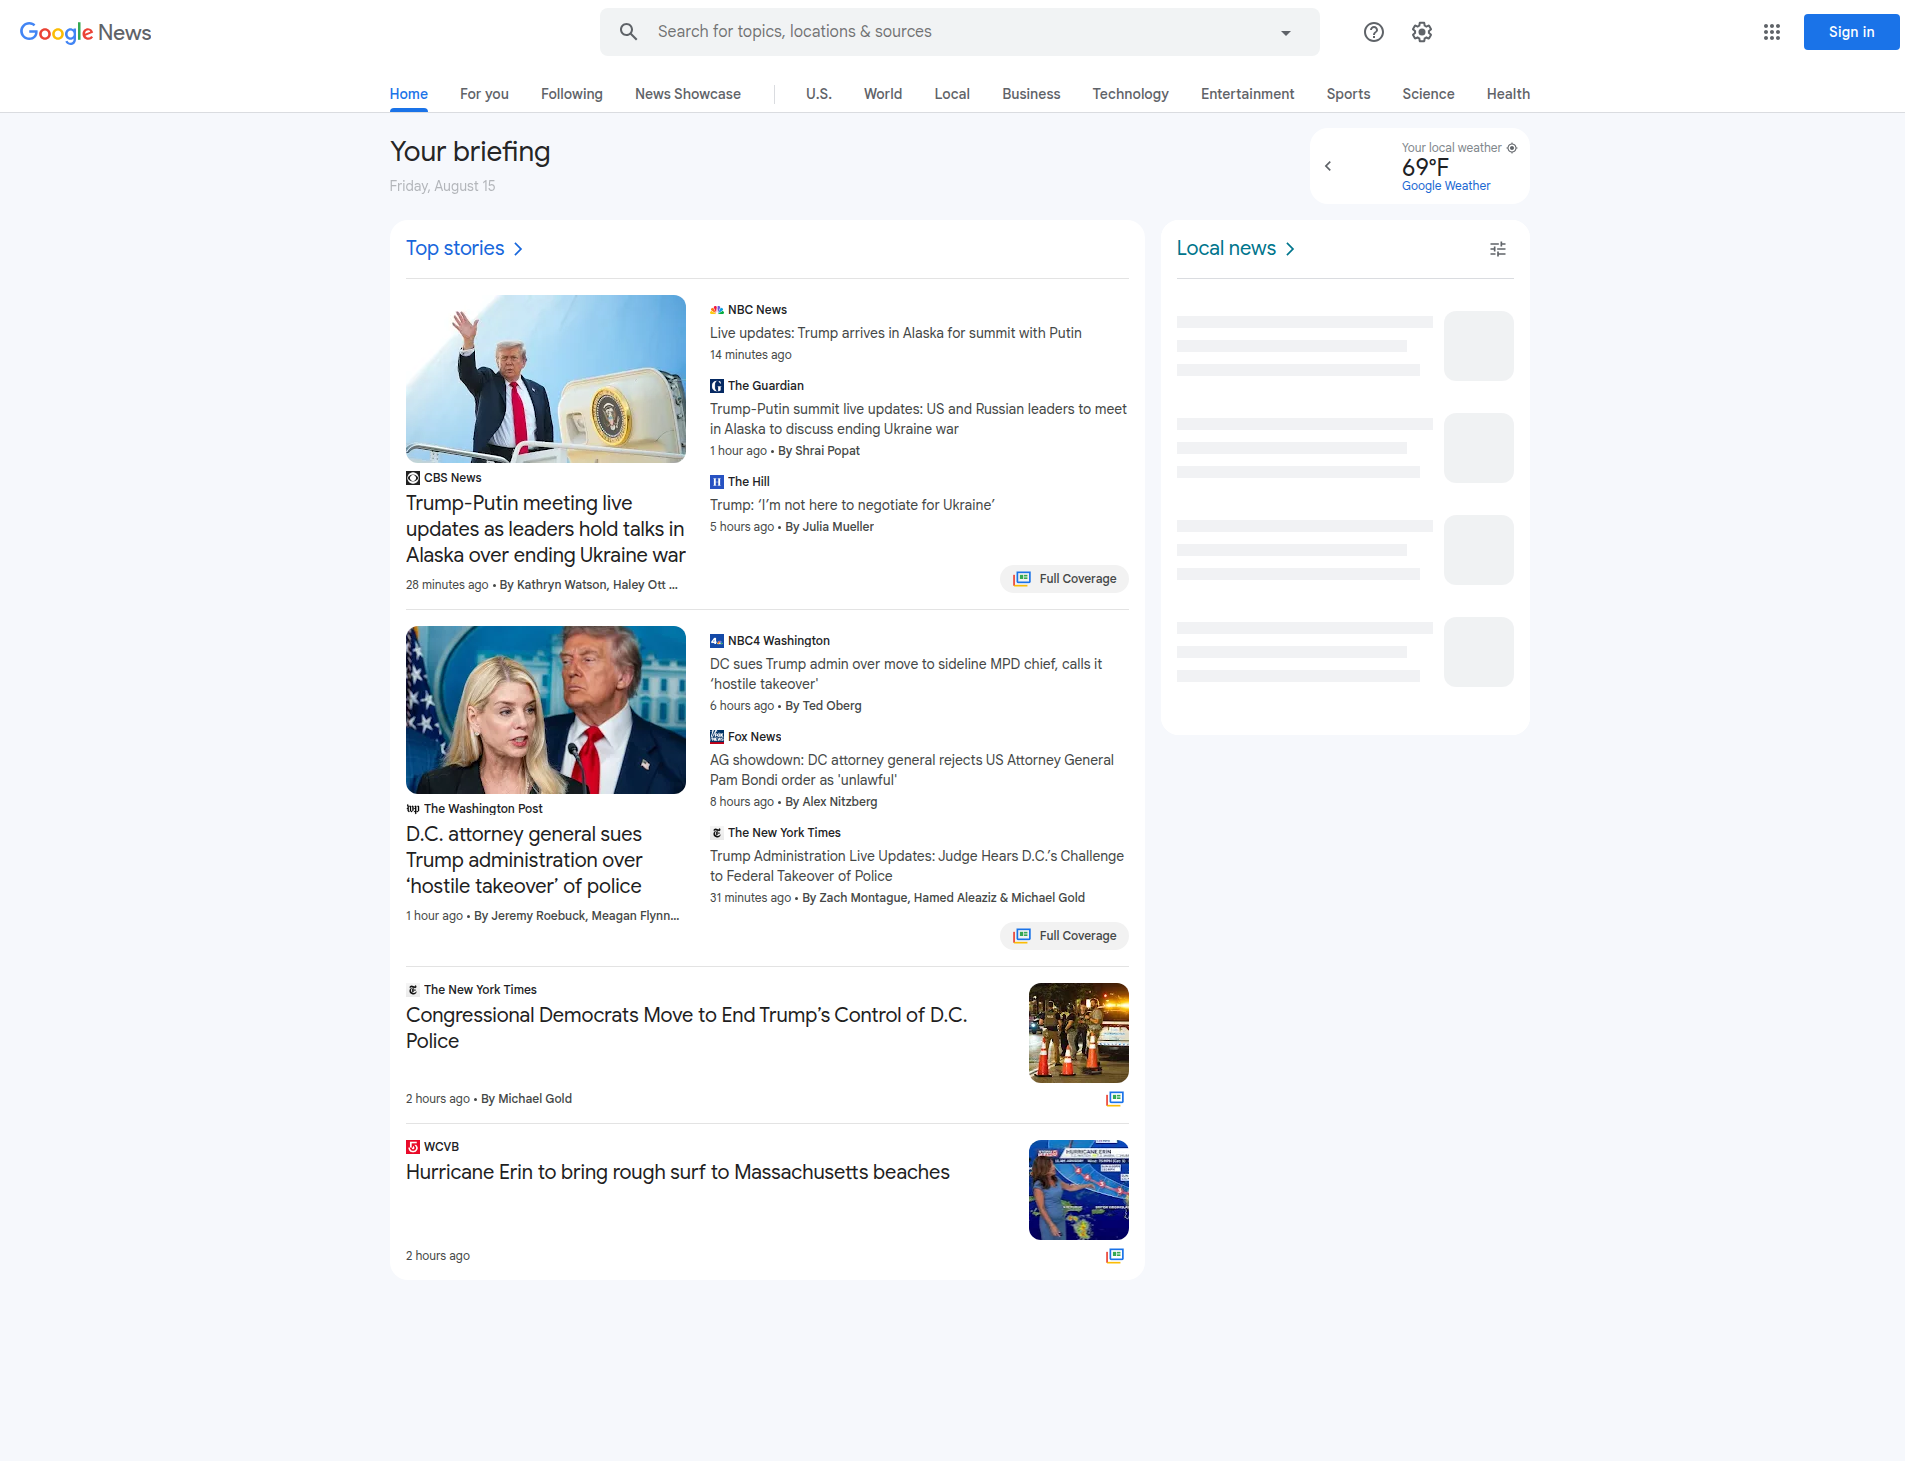 Google News
Search for topics, locations & sources
Sign in
Home
For you
Following
News Showcase
U.S.
World
Local
Business
Technology
Entertainment
Sports
Science
Health
Your briefing
Friday, August 15
Your local weather
69°F
Google Weather
Top stories
CBS News
Trump-Putin meeting live
updates as leaders hold talks in
Alaska over ending Ukraine war
28 minutes ago • By Kathryn Watson, Haley Ott ...
NBC News
Live updates: Trump arrives in Alaska for summit with Putin
14 minutes ago
The Guardian
Trump-Putin summit live updates: US and Russian leaders to meet
in Alaska to discuss ending Ukraine war
1 hour ago • By Shrai Popat
The Hill
Trump: ‘I’m not here to negotiate for Ukraine’
5 hours ago • By Julia Mueller
Full Coverage
The Washington Post
D.C. attorney general sues
Trump administration over
‘hostile takeover’ of police
1 hour ago • By Jeremy Roebuck, Meagan Flynn...
NBC4 Washington
DC sues Trump admin over move to sideline MPD chief, calls it
‘hostile takeover'
6 hours ago • By Ted Oberg
Fox News
AG showdown: DC attorney general rejects US Attorney General
Pam Bondi order as 'unlawful'
8 hours ago • By Alex Nitzberg
The New York Times
Trump Administration Live Updates: Judge Hears D.C.’s Challenge
to Federal Takeover of Police
31 minutes ago • By Zach Montague, Hamed Aleaziz & Michael Gold
Full Coverage
The New York Times
Congressional Democrats Move to End Trump’s Control of D.C.
Police
2 hours ago • By Michael Gold
WCVB
Hurricane Erin to bring rough surf to Massachusetts beaches
HURRICANE ERIN
2 hours ago
Local news